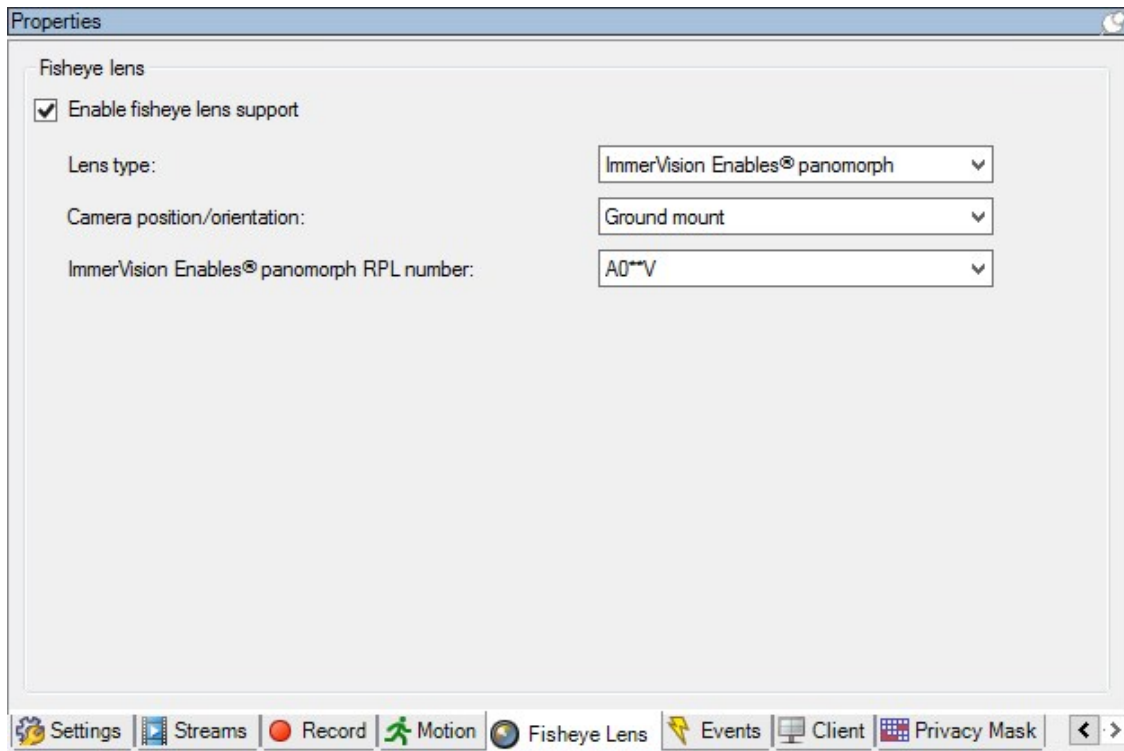 Properties
Fisheye lens
Enable fisheye lens support
Lens type: ImmerVision Enables® panomorph
Camera position/orientation: Ground mount
ImmerVision Enables® panomorph RPL number: A0**V
Settings Streams Record Motion Fisheye Lens Events Client Privacy Mask